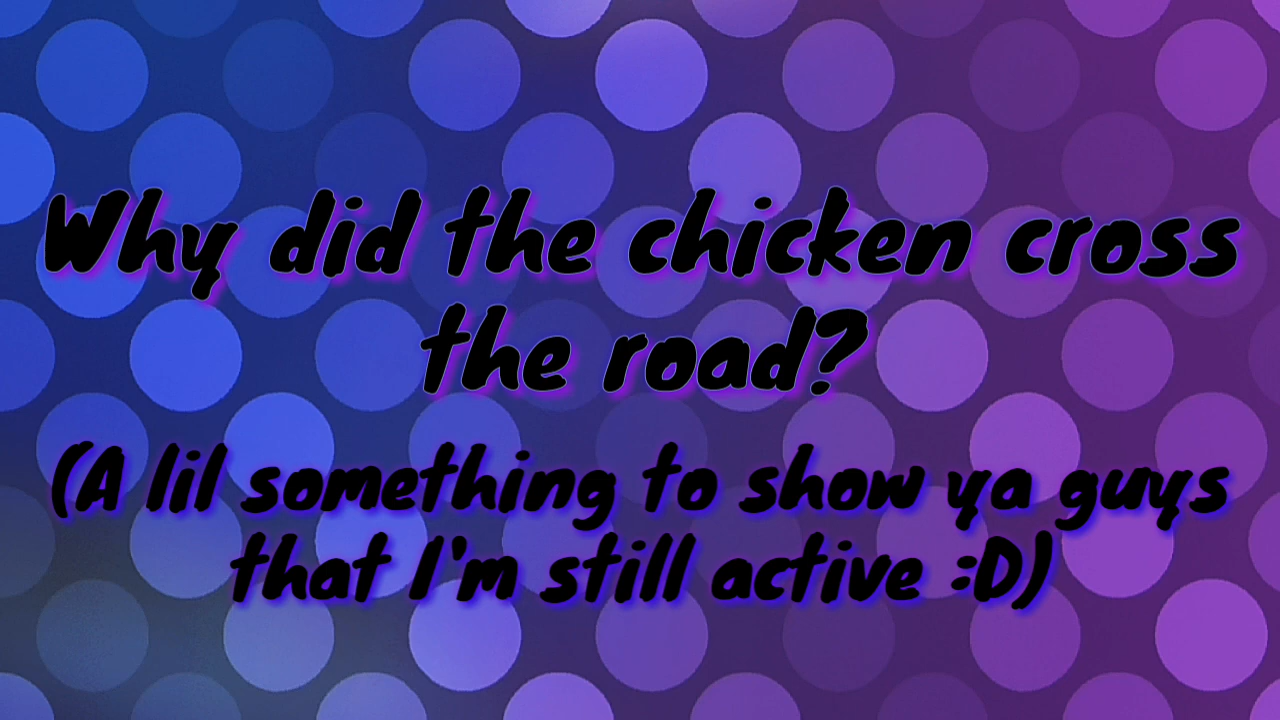 Why did the chicken cross
the road?
(A lil something to show ya guys
that I'm still active :D)